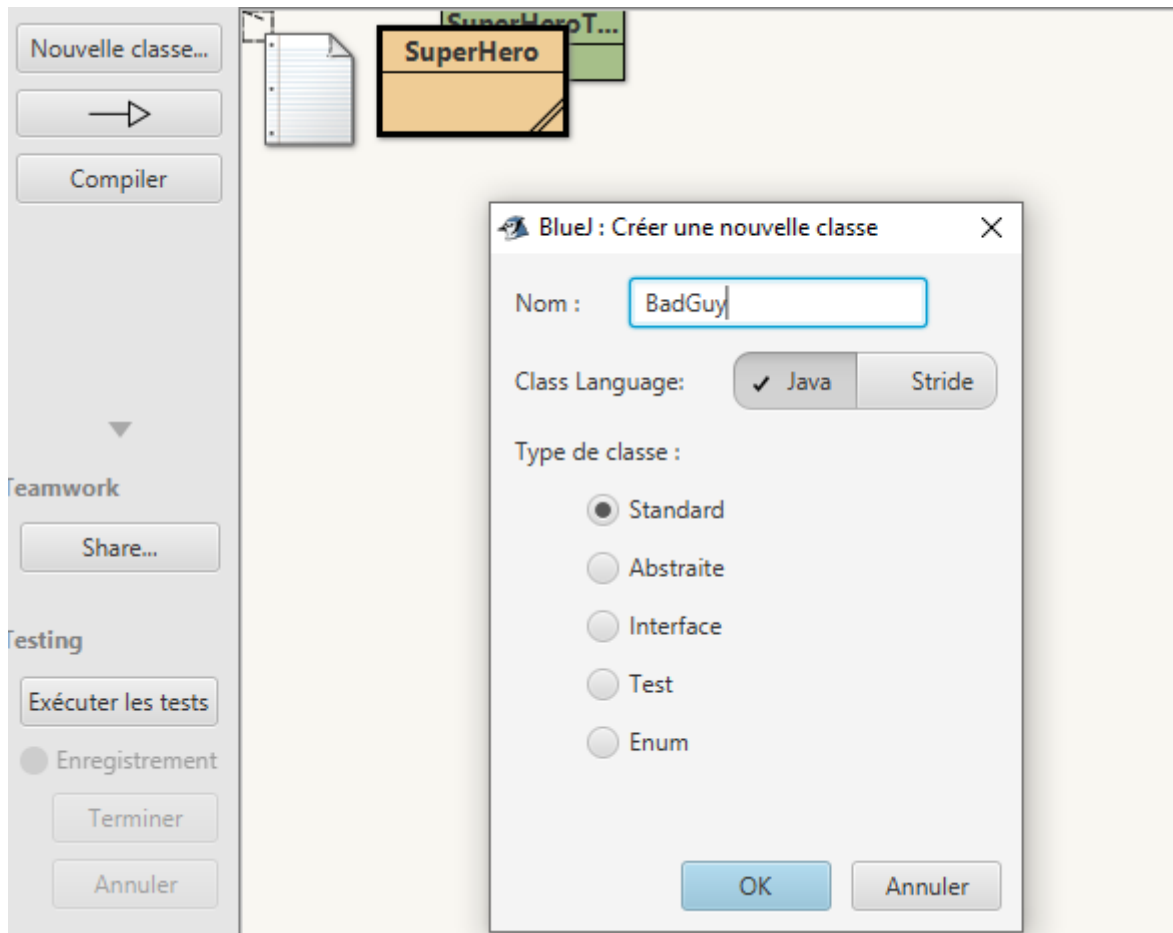 Nouvelle classe...
Compiler
Teamwork
Share...
Testing
Exécuter les tests
Enregistrement
Terminer
Annuler
SuperHeroT...
SuperHero
BlueJ : Créer une nouvelle classe
Nom : BadGuy
Class Language: Java Stride
Type de classe :
Standard
Abstraite
Interface
Test
Enum
OK Annuler